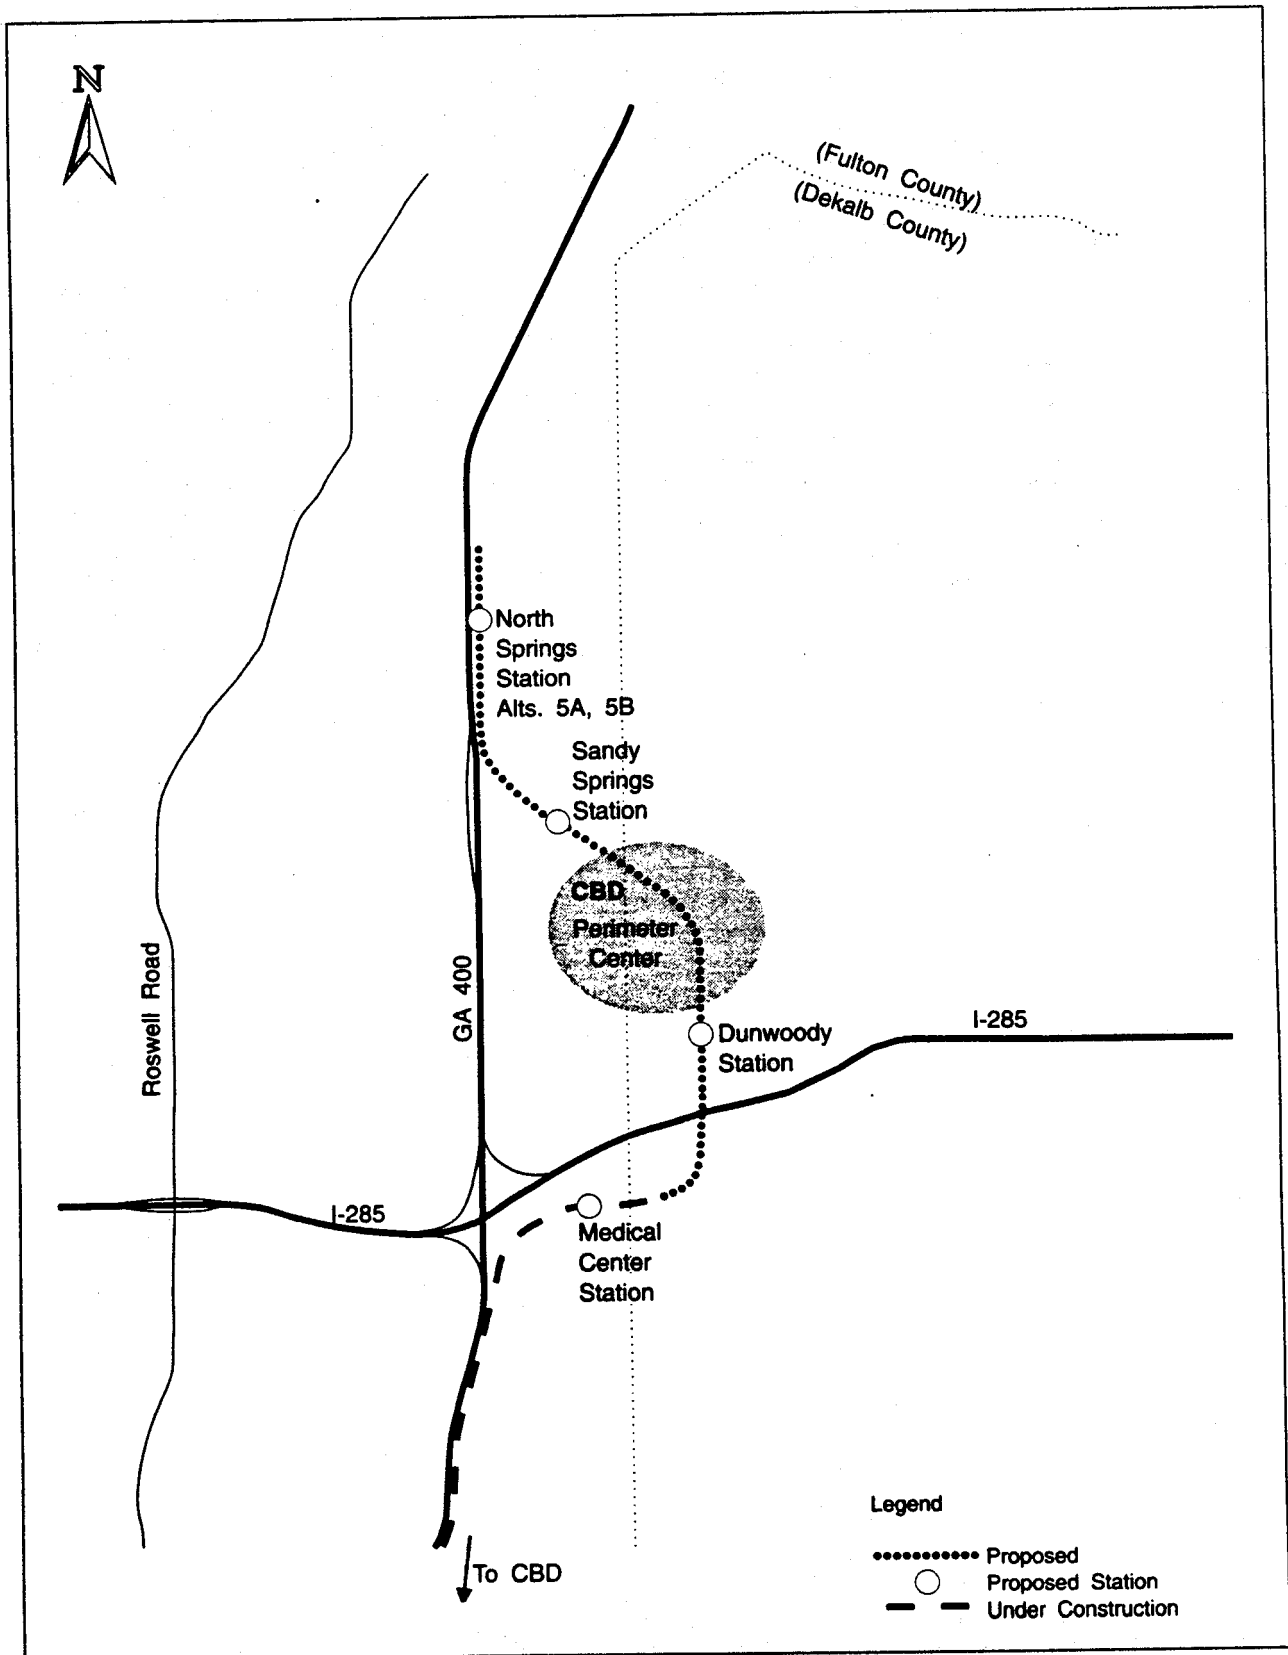 N
(Fulton County)
(Dekalb County)
North
Springs
Station
Alts. 5A, 5B
Sandy
Springs
Station
CBD
Perimeter
Center
Roswell Road
GA 400
I-285
Dunwoody
Station
I-285
Medical
Center
Station
To CBD
Legend
Proposed
Proposed Station
Under Construction